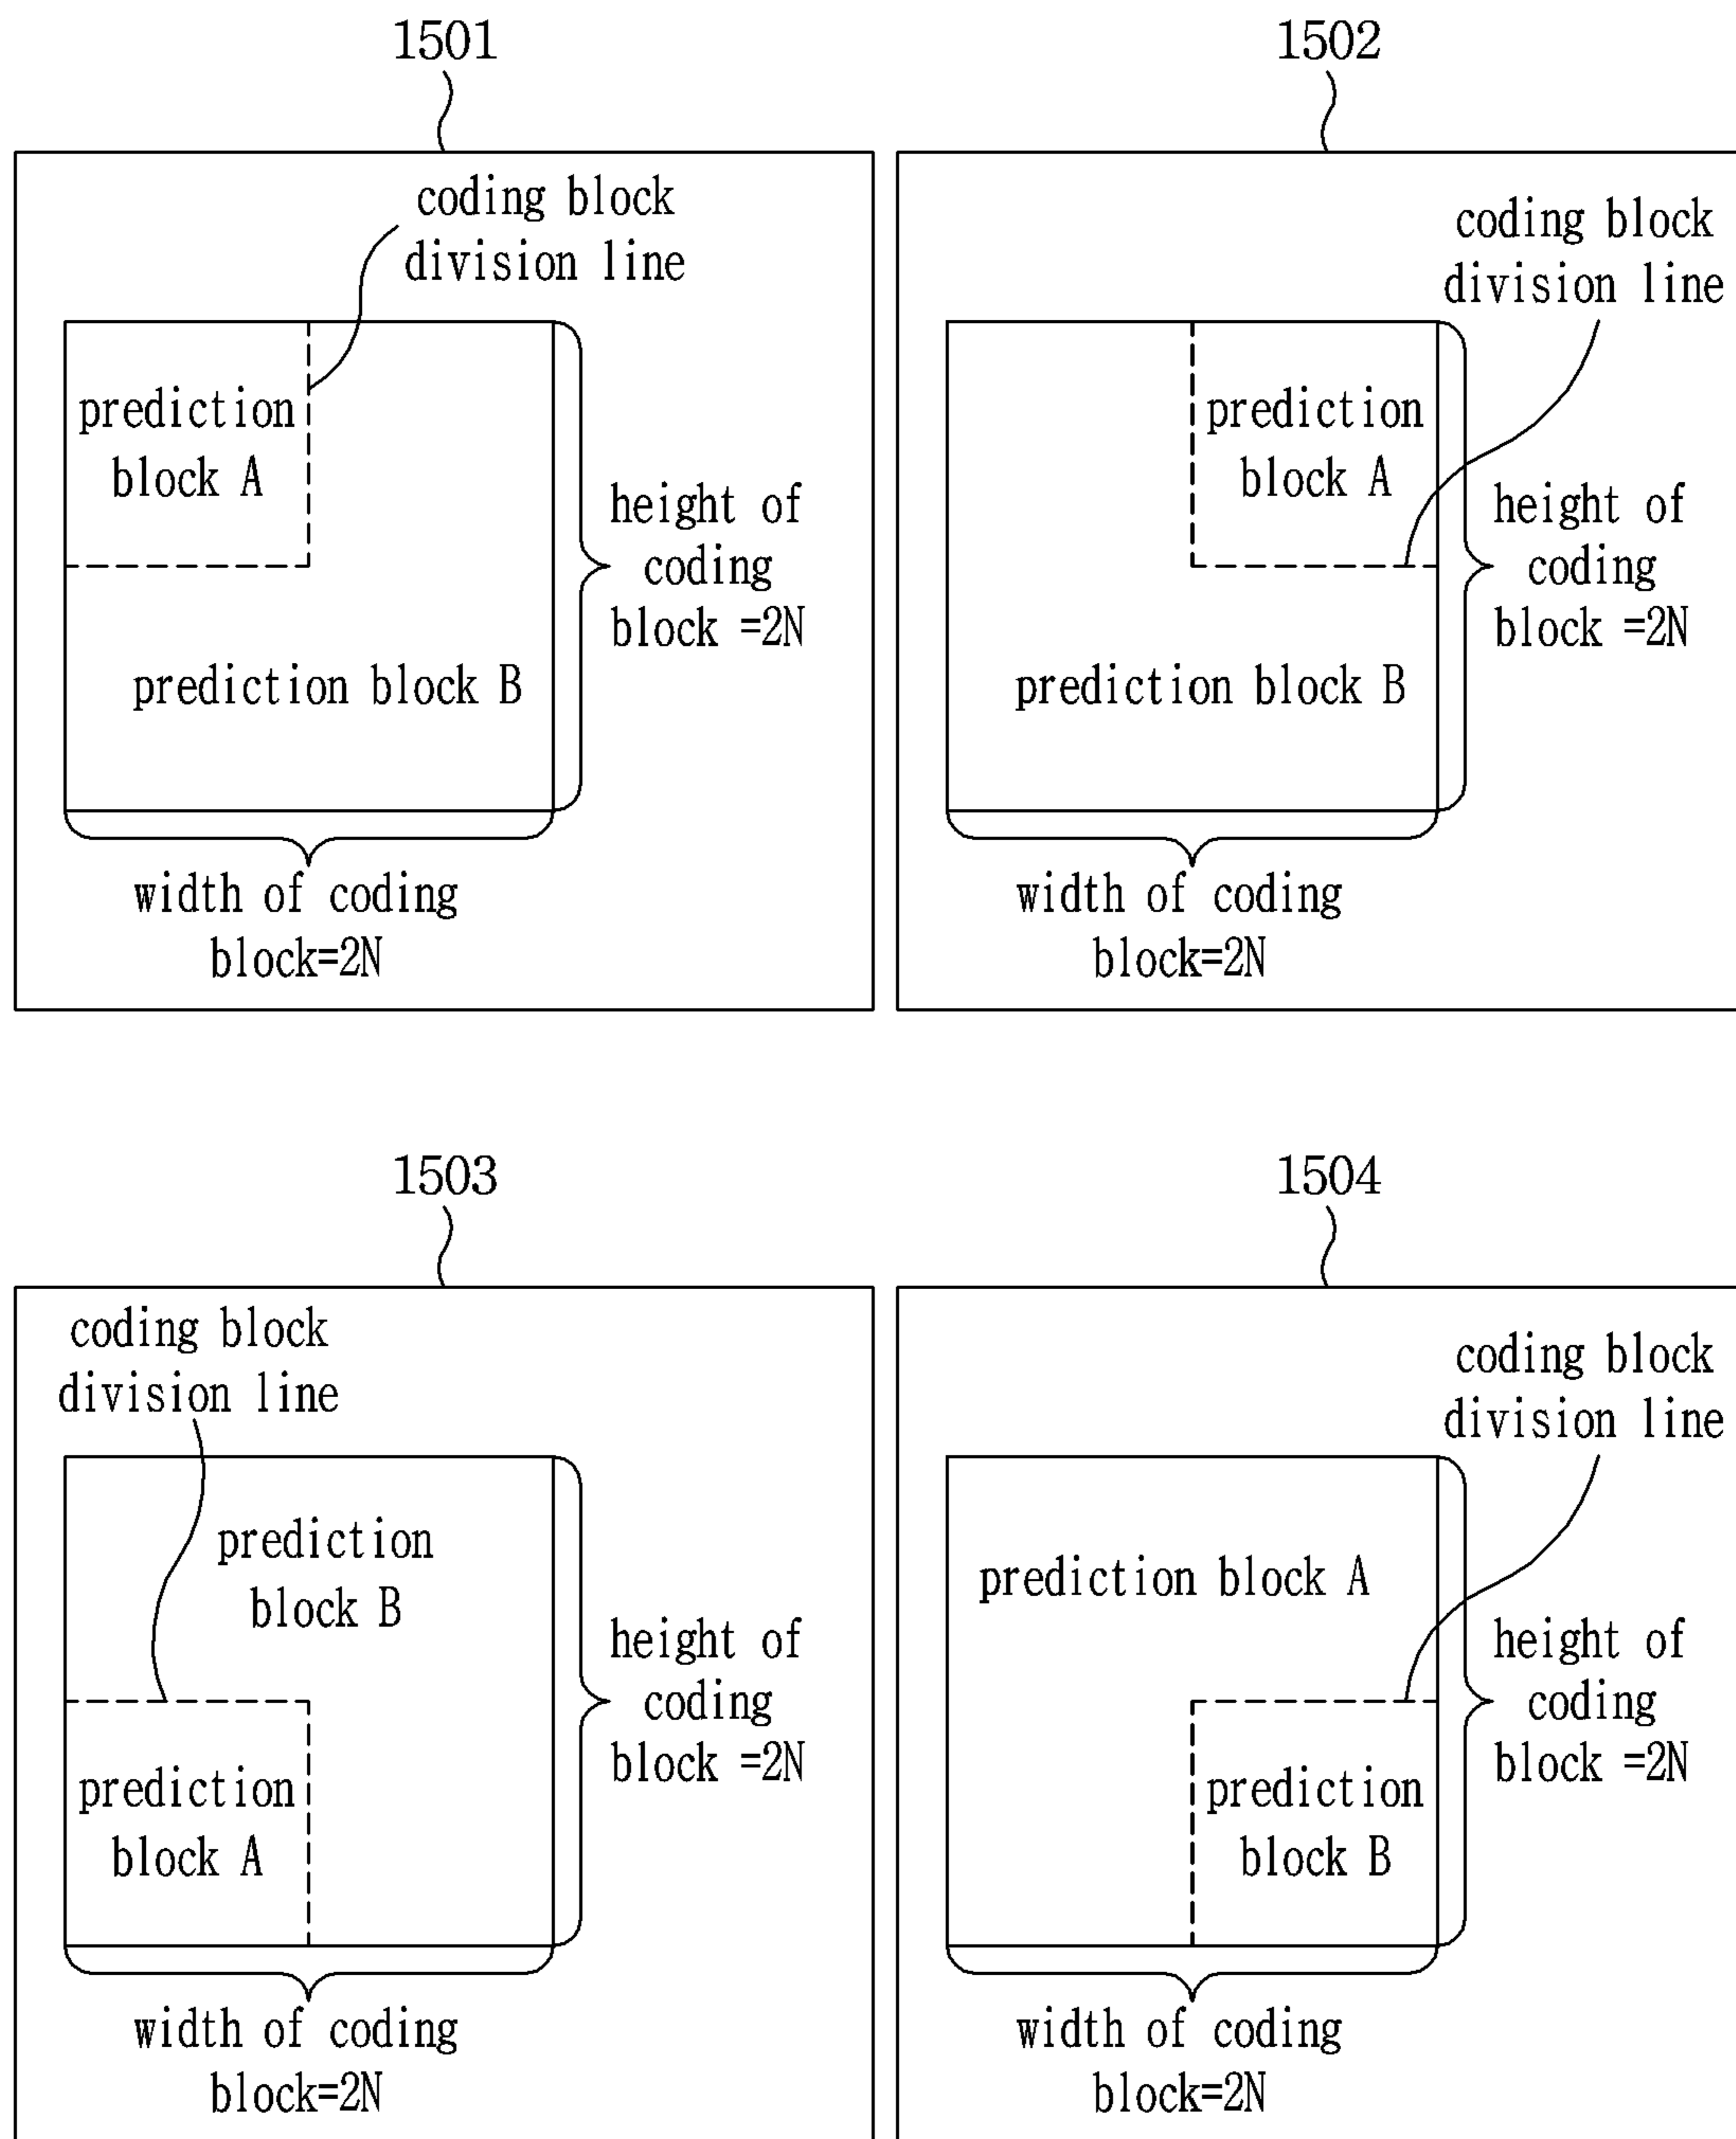 1501
coding block
division line
prediction
block A
prediction block B
height of
coding
block =2N
width of coding
block=2N
1502
coding block
division line
prediction
block A
prediction block B
height of
coding
block =2N
width of coding
block=2N
1503
coding block
division line
prediction
block B
prediction
block A
height of
coding
block =2N
width of coding
block=2N
1504
coding block
division line
prediction block A
prediction
block B
height of
coding
block =2N
width of coding
block=2N